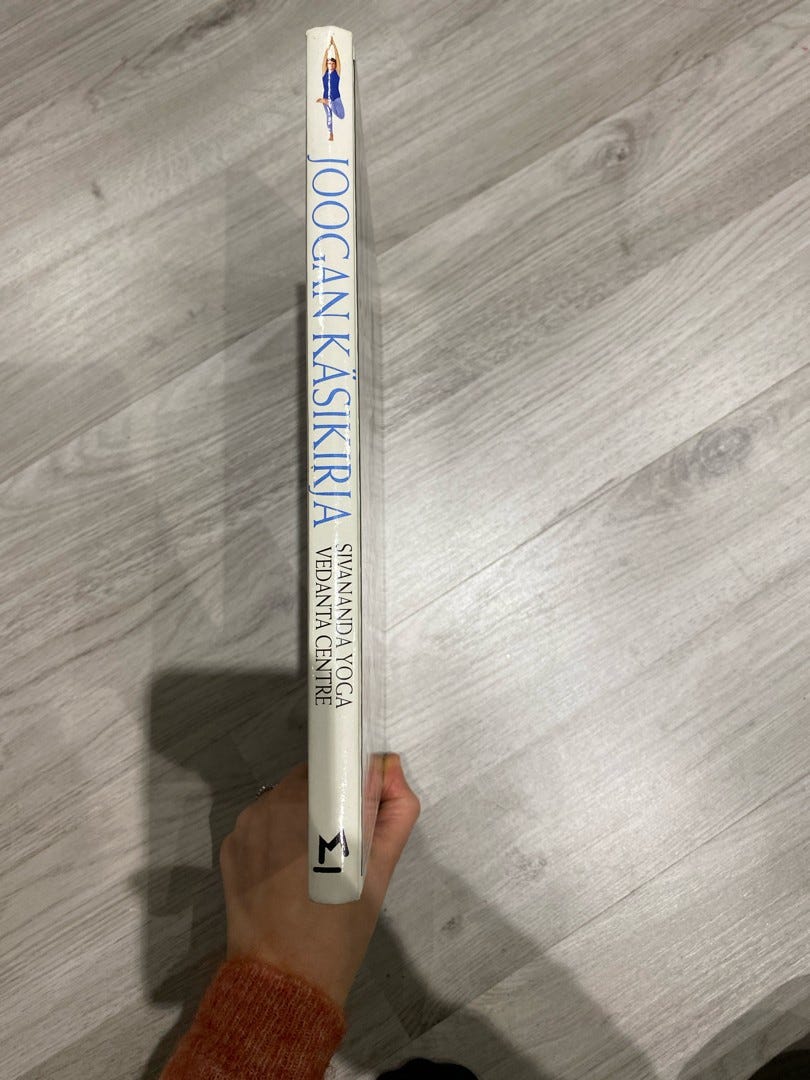 JOOGAN KÄSIKIRJA
SIVANANDA YOGA
VEDANTA CENTRE